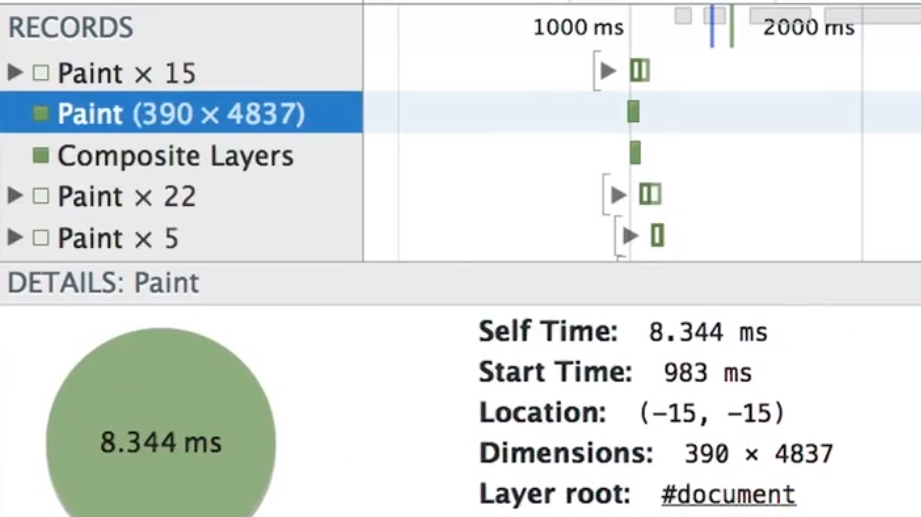 RECORDS
1000 ms 2000 ms
Paint × 15
Paint (390 × 4837)
Composite Layers
Paint × 22
Paint × 5
DETAILS: Paint
8.344 ms
Self Time: 8.344 ms
Start Time: 983 ms
Location: (−15, −15)
Dimensions: 390 × 4837
Layer root: #document